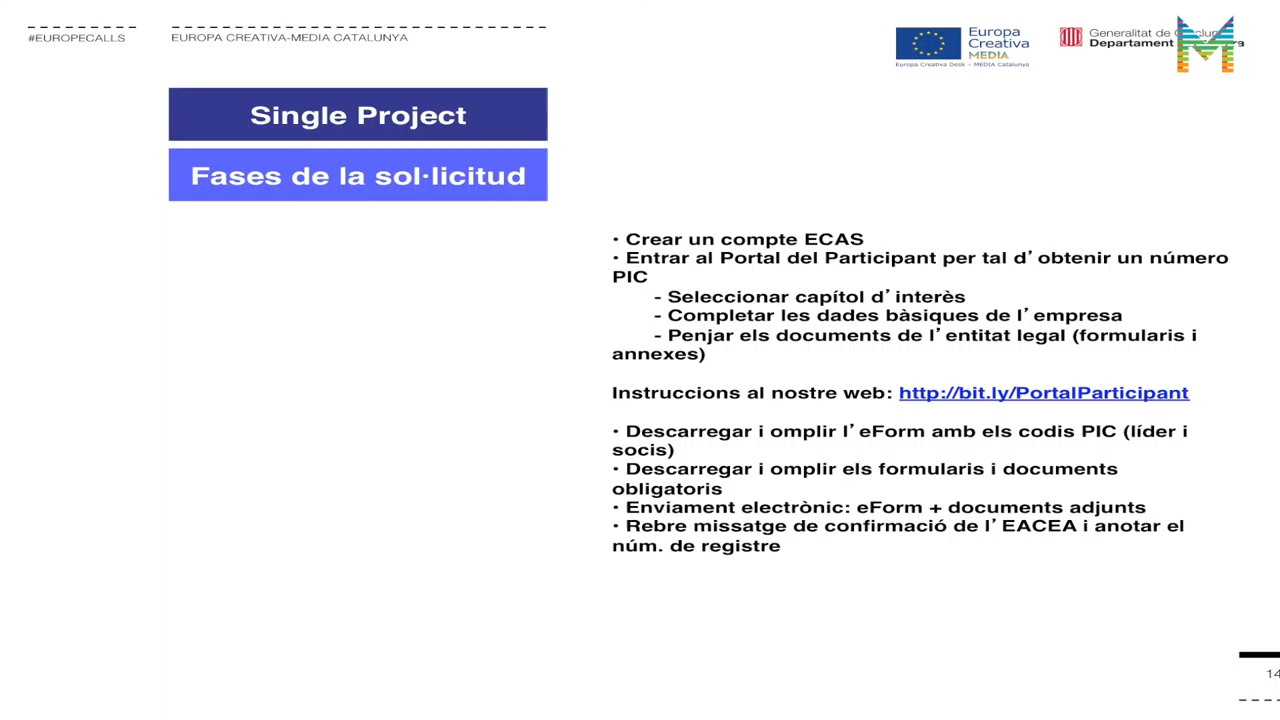 #EUROPECALLS
EUROPA CREATIVA-MEDIA CATALUNYA
Europa
Creativa
MEDIA
Europa Creative Desk – MEDIA Catalunya
Generalitat de
Departament
Single Project
Fases de la sol·licitud
• Crear un compte ECAS
• Entrar al Portal del Participant per tal d’obtenir un número
PIC
- Seleccionar capítol d’interès
- Completar les dades bàsiques de l’empresa
- Penjar els documents de l’entitat legal (formularis i
annexes)
Instruccions al nostre web: http://bit.ly/PortalParticipant
• Descarregar i omplir l’eForm amb els codis PIC (líder i
socis)
• Descarregar i omplir els formularis i documents
obligatoris
• Enviament electrònic: eForm + documents adjunts
• Rebre missatge de confirmació de l’EACEA i anotar el
núm. de registre
14